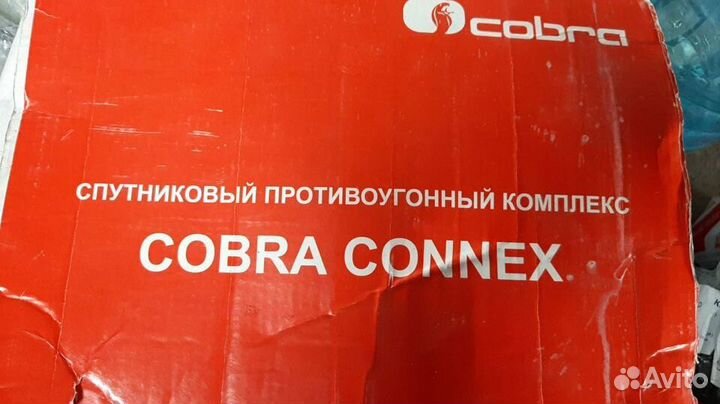 cobra
СПУТНИКОВЫЙ ПРОТИВОУГОННЫЙ КОМПЛЕКС
COBRA CONNEX
Avito